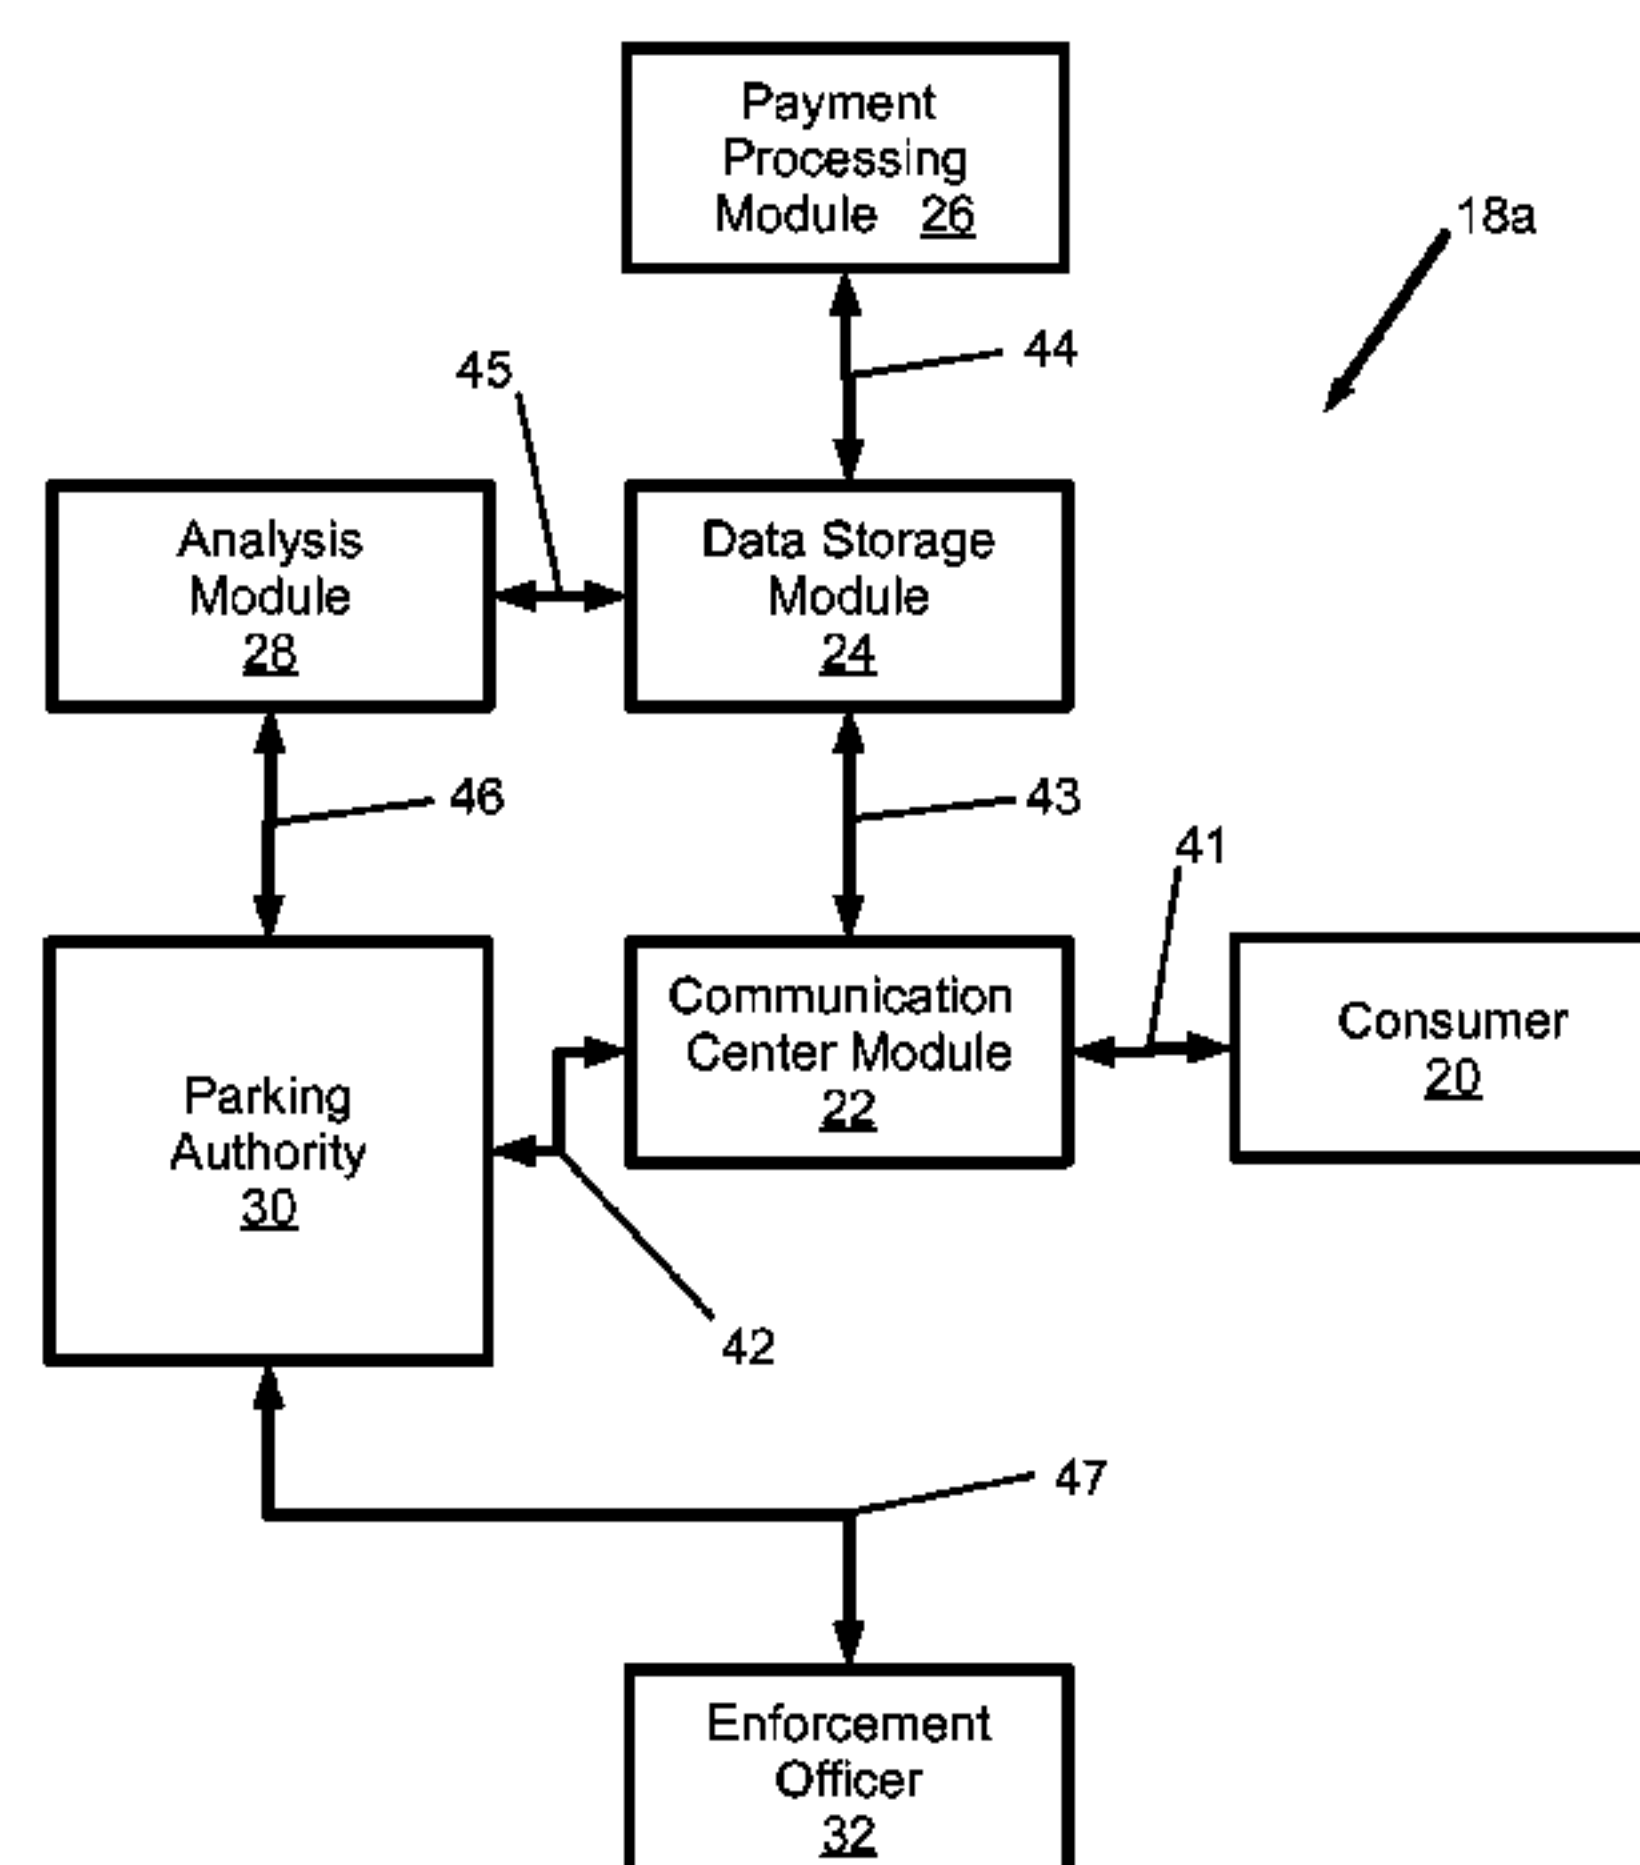 Payment
Processing
Module 26
18a
44
45
Analysis
Module
28
Data Storage
Module
24
46
43
41
Parking
Authority
30
Communication
Center Module
22
Consumer
20
42
47
Enforcement
Officer
32